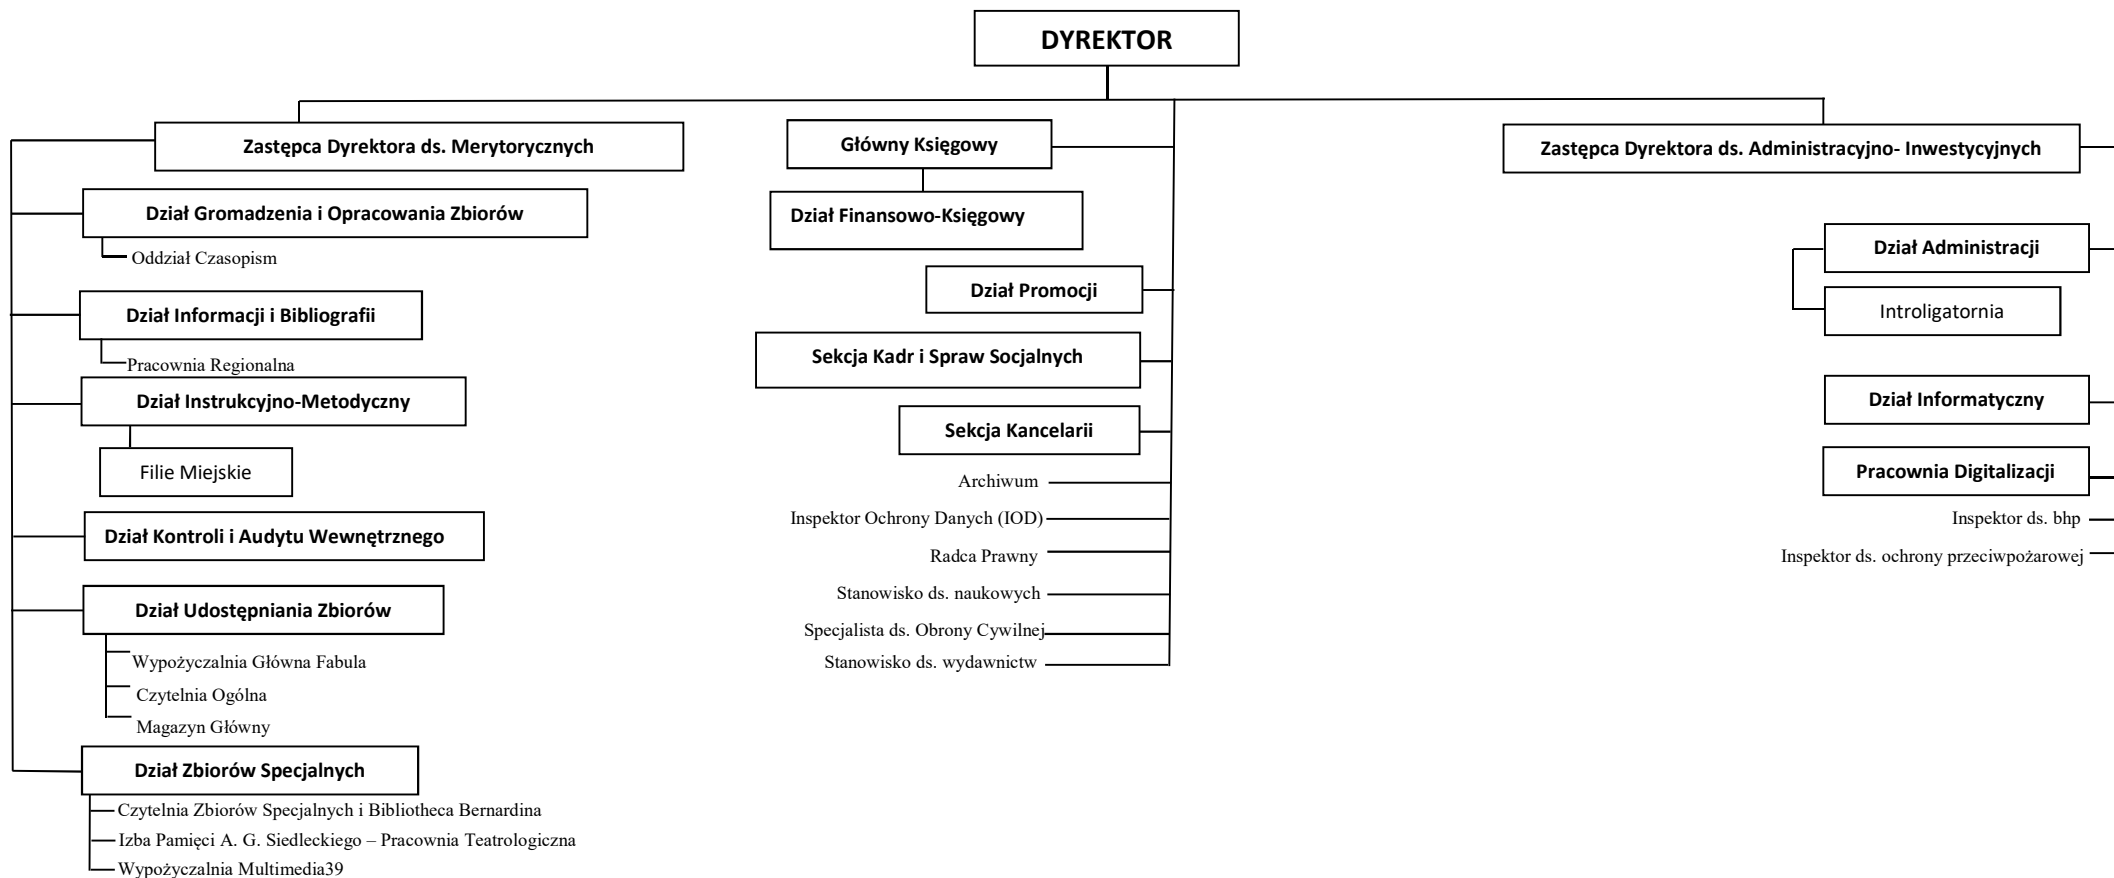 DYREKTOR
Zastępca Dyrektora ds. Merytorycznych
Dział Gromadzenia i Opracowania Zbiorów
Oddział Czasopism
Dział Informacji i Bibliografii
Pracownia Regionalna
Dział Instrukcyjno-Metodyczny
Filie Miejskie
Dział Kontroli i Audytu Wewnętrznego
Dział Udostępniania Zbiorów
Wypożyczalnia Główna Fabula
Czytelnia Ogólna
Magazyn Główny
Dział Zbiorów Specjalnych
Czytelnia Zbiorów Specjalnych i Bibliotheca Bernardina
Izba Pamięci A. G. Siedleckiego – Pracownia Teatrologiczna
Wypożyczalnia Multimedia39
Główny Księgowy
Dział Finansowo-Księgowy
Dział Promocji
Sekcja Kadr i Spraw Socjalnych
Sekcja Kancelarii
Archiwum
Inspektor Ochrony Danych (IOD)
Radca Prawny
Stanowisko ds. naukowych
Specjalista ds. Obrony Cywilnej
Stanowisko ds. wydawnictw
Zastępca Dyrektora ds. Administracyjno- Inwestycyjnych
Dział Administracji
Introligatornia
Dział Informatyczny
Pracownia Digitalizacji
Inspektor ds. bhp
Inspektor ds. ochrony przeciwpożarowej